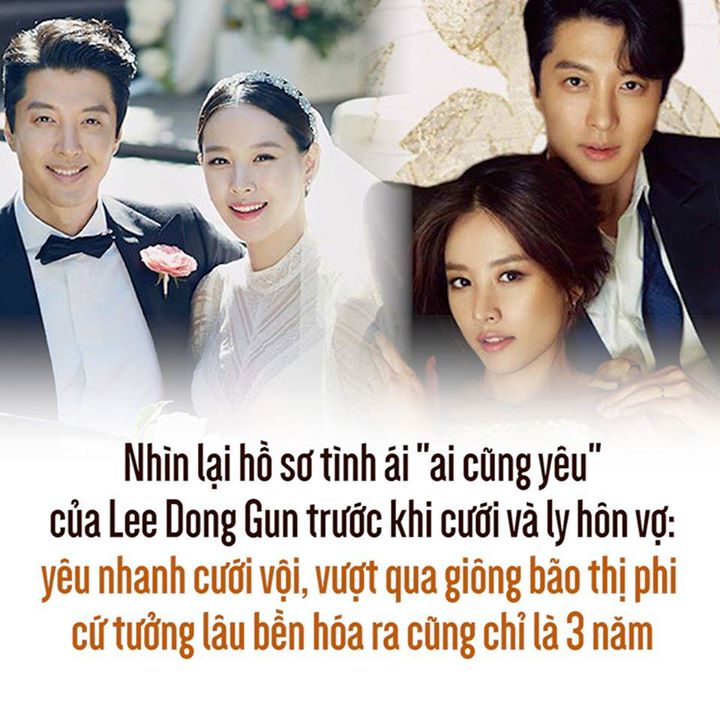 Nhìn lại hồ sơ tình ái "ai cũng yêu"
của Lee Dong Gun trước khi cưới và ly hôn vợ:
yêu nhanh cưới vội, vượt qua giông bão thị phi
cứ tưởng lâu bền hóa ra cũng chỉ là 3 năm